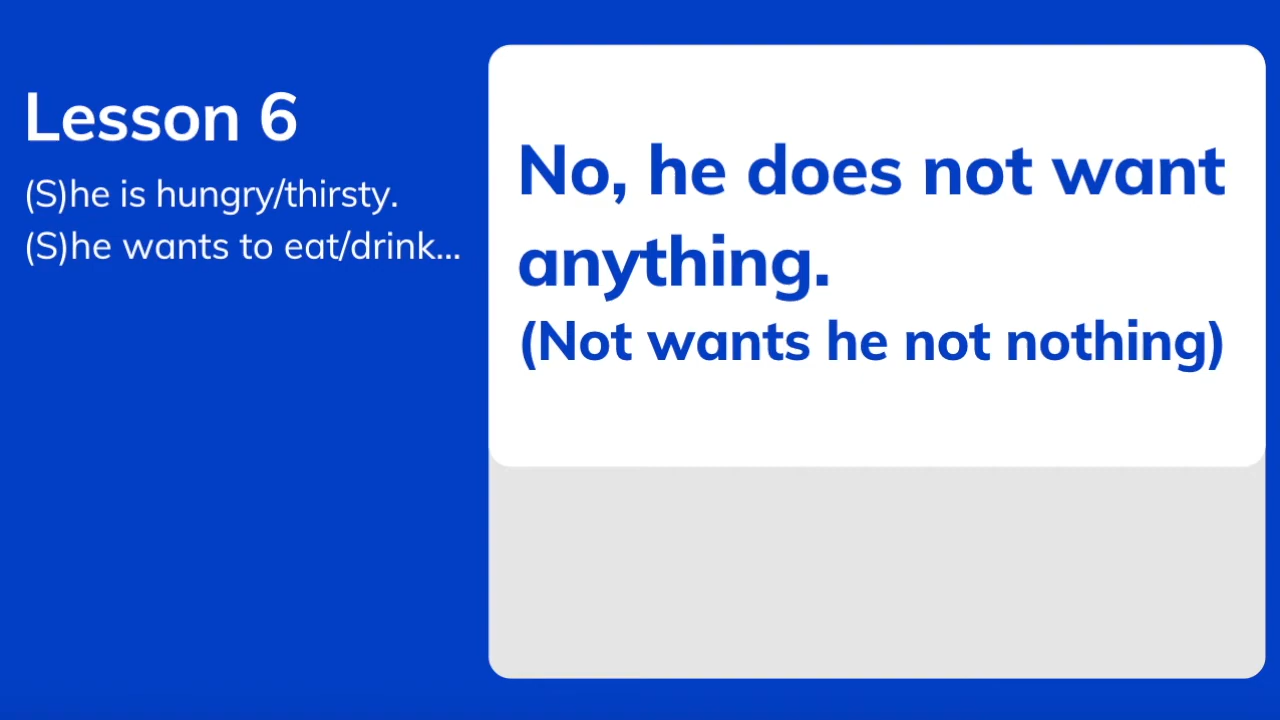 Lesson 6
(S)he is hungry/thirsty.
(S)he wants to eat/drink...
No, he does not want
anything.
(Not wants he not nothing)